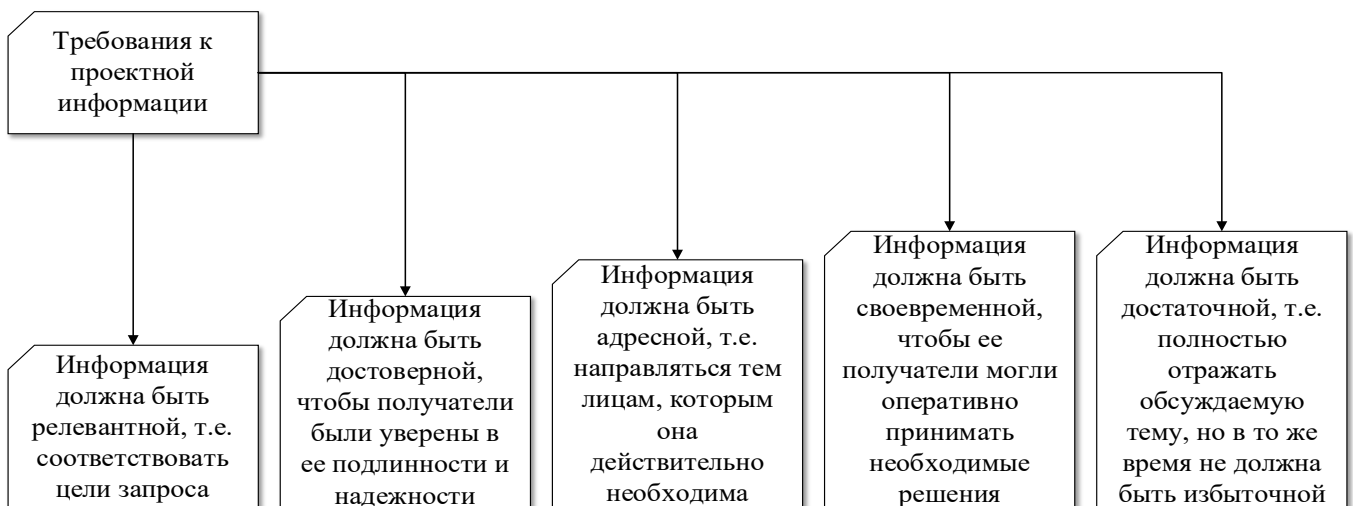 Требования к
проектной
информации
Информация
должна быть
релевантной, т.е.
соответствовать
цели запроса
Информация
должна быть
достоверной,
чтобы получатели
были уверены в
ее подлинности и
надежности
Информация
должна быть
адресной, т.е.
направляться тем
лицам, которым
она
действительно
необходима
Информация
должна быть
своевременной,
чтобы ее
получатели могли
оперативно
принимать
необходимые
решения
Информация
должна быть
достаточной, т.е.
полностью
отражать
обсуждаемую
тему, но в то же
время не должна
быть избыточной